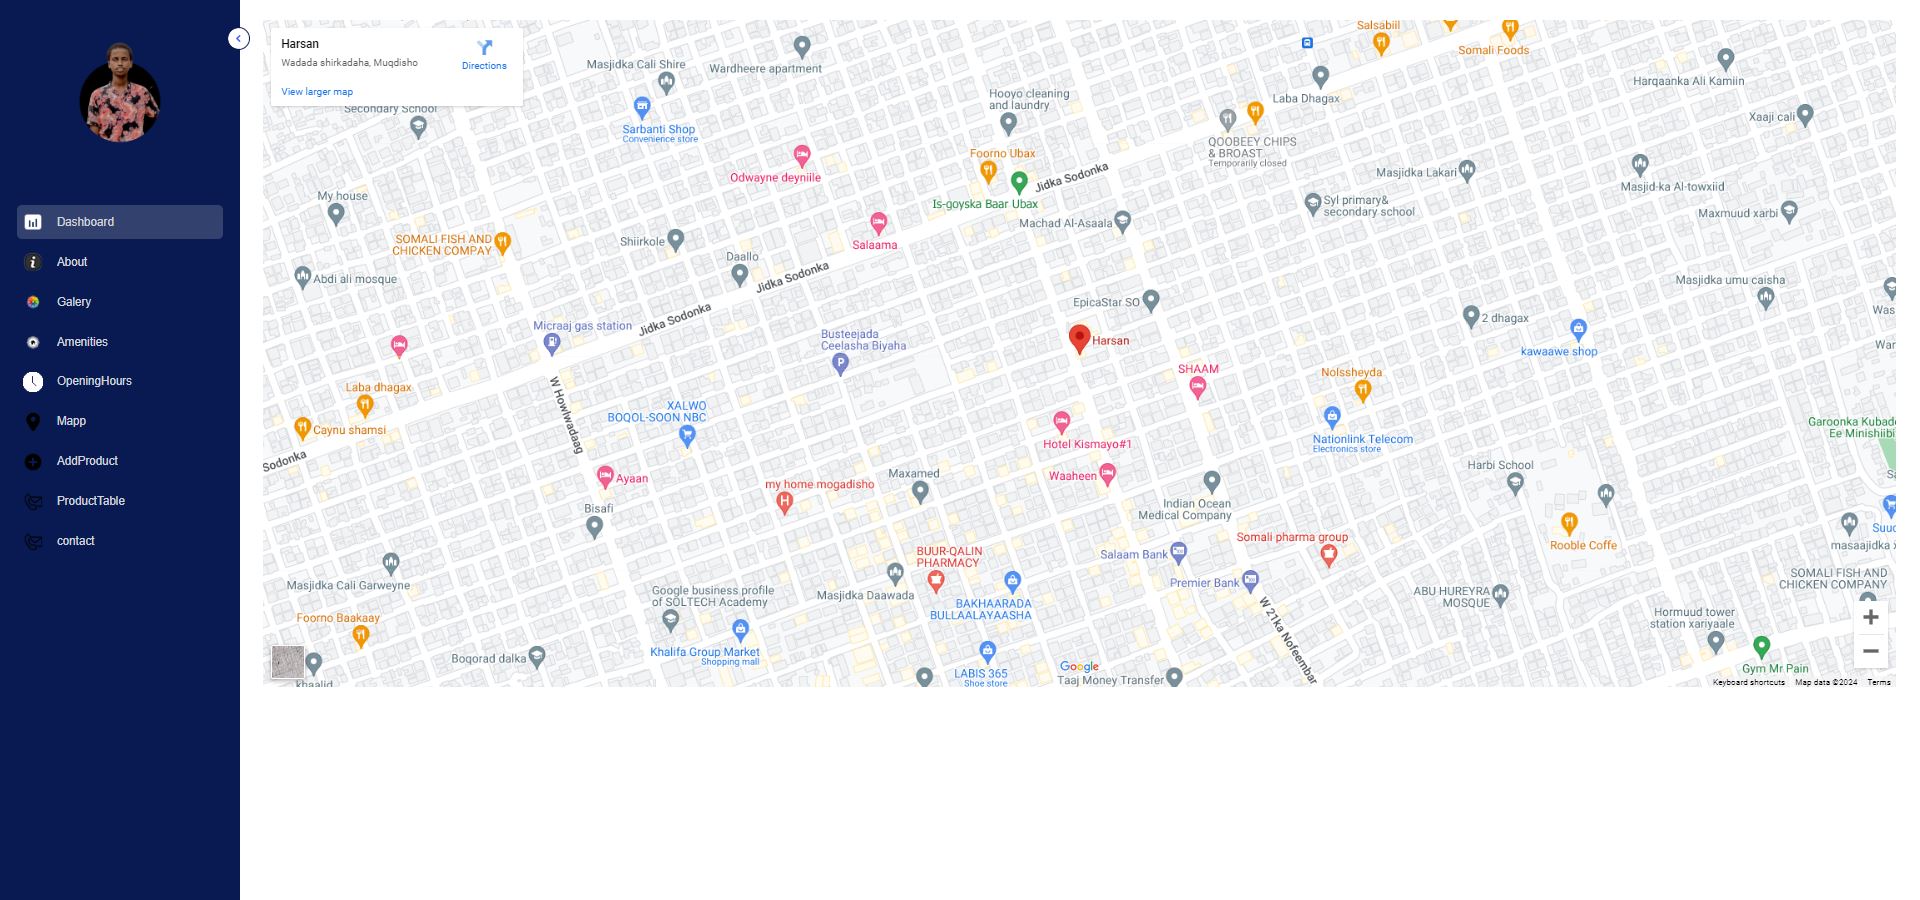 Dashboard
About
Galery
Amenities
OpeningHours
Mapp
AddProduct
ProductTable
contact
Harsan
Wadada shirkadaha, Muqdisho
Directions
View larger map
Secondary School
Masjidka Cali Shire
Wardheere apartment
Salsabiil
Somali Foods
Harqaanka Ali Kamiin
Hooyo cleaning
and laundry
Laba Dhagax
Xaaji cali
Sarbanti Shop
Convenience store
QOOBEEY CHIPS
& BROAST
Temporarily closed
Foorno Ubax
Odwayne deyniile
Jidka Sodonka
Masjidka Lakari
Masjid-ka Al-towxiid
My house
Is-goyska Baar Ubax
Syl primary&
secondary school
Maxmuud xarbi
Machad Al-Asaala
SOMALI FISH AND
CHICKEN COMPAY
Shiirkole
Salaama
Daallo
Abdi ali mosque
Jidka Sodonka
Masjidka umu caisha
EpicaStar SO
Was
Jidka Sodonka
Micraaj gas station
2 dhagax
Busteejada
Ceelasha Biyaha
Harsan
kawaawe shop
War
SHAAM
Nolssheyda
Laba dhagax
W Howlwadaag
XALWO
BOQOL-SOON NBC
Caynu shamsi
Hotel Kismayo#1
Nationlink Telecom
Electronics store
Garoonka Kubade
Ee Minishiibi
Sodonka
Maxamed
Waaheen
Harbi School
Ayaan
my home mogadisho
Sa
Bisafi
Indian Ocean
Medical Company
Suuq
Somali pharma group
Rooble Coffe
masaajidka x
BUUR-QALIN
PHARMACY
Salaam Bank
Premier Bank
Masjidka Cali Garweyne
Google business profile
of SOLTECH Academy
Masjidka Daawada
BAKHAARADA
BULLAALAYAASHA
W 21ka Nofeembar
ABU HUREYRA
MOSQUE
SOMALI FISH AND
CHICKEN COMPANY
Foorno Baakaay
Hormuud tower
station xariyaale
Boqorad dalka
Khalifa Group Market
Shopping mall
LABIS 365
Shoe store
Google
Taaj Money Transfer
Gym Mr Pain
khaalid
Keyboard shortcuts
Map data ©2024
Terms